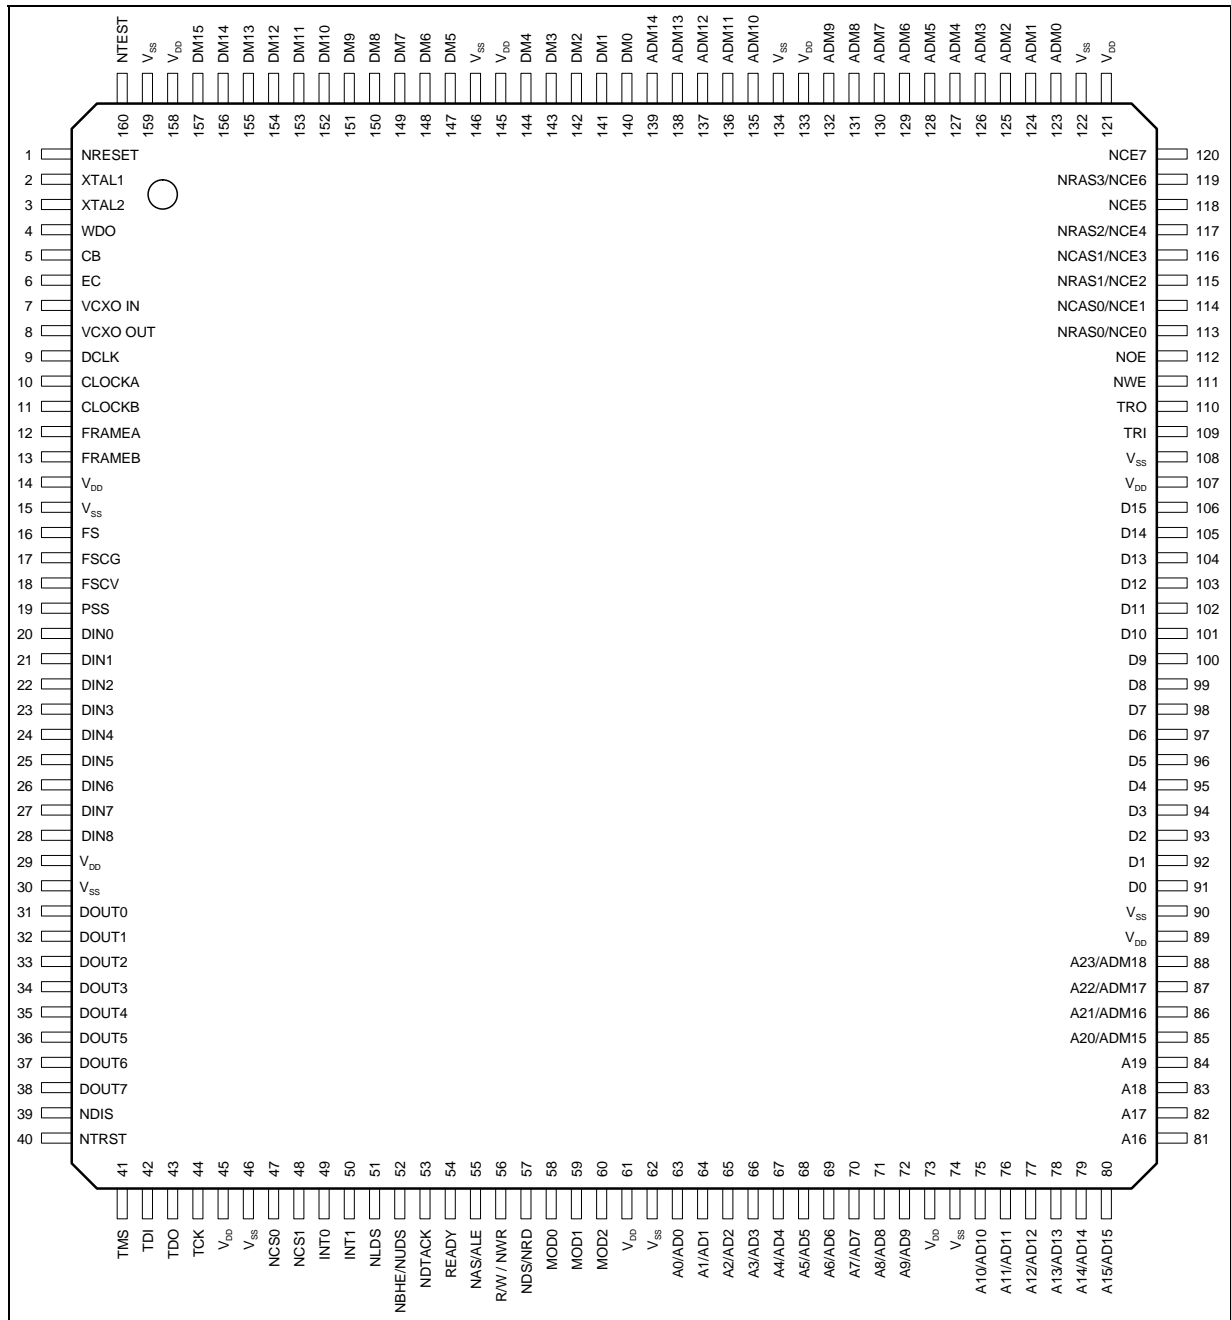 NTEST VSS VDD DM15 DM14 DM13 DM12 DM11 DM10 DM9 DM8 DM7 DM6 DM5 VSS VDD DM4 DM3 DM2 DM1 DM0 ADM14 ADM13 ADM12 ADM11 ADM10 VSS VDD ADM9 ADM8 ADM7 ADM6 ADM5 ADM4 ADM3 ADM2 ADM1 ADM0 VSS VDD
160 159 158 157 156 155 154 153 152 151 150 149 148 147 146 145 144 143 142 141 140 139 138 137 136 135 134 133 132 131 130 129 128 127 126 125 124 123 122 121
1 NRESET NCE7 120
2 XTAL1 NRAS3/NCE6 119
3 XTAL2 NCE5 118
4 WDO NRAS2/NCE4 117
5 CB NCAS1/NCE3 116
6 EC NRAS1/NCE2 115
7 VCXO IN NCAS0/NCE1 114
8 VCXO OUT NRAS0/NCE0 113
9 DCLK NOE 112
10 CLOCKA NWE 111
11 CLOCKB TRO 110
12 FRAMEA TRI 109
13 FRAMEB VSS 108
14 VDD VDD 107
15 VSS D15 106
16 FS D14 105
17 FSCG D13 104
18 FSCV D12 103
19 PSS D11 102
20 DIN0 D10 101
21 DIN1 D9 100
22 DIN2 D8 99
23 DIN3 D7 98
24 DIN4 D6 97
25 DIN5 D5 96
26 DIN6 D4 95
27 DIN7 D3 94
28 DIN8 D2 93
29 VDD D1 92
30 VSS D0 91
31 DOUT0 VSS 90
32 DOUT1 VDD 89
33 DOUT2 A23/ADM18 88
34 DOUT3 A22/ADM17 87
35 DOUT4 A21/ADM16 86
36 DOUT5 A20/ADM15 85
37 DOUT6 A19 84
38 DOUT7 A18 83
39 NDIS A17 82
40 NTRST A16 81
41 42 43 44 45 46 47 48 49 50 51 52 53 54 55 56 57 58 59 60 61 62 63 64 65 66 67 68 69 70 71 72 73 74 75 76 77 78 79 80
TMS TDI TDO TCK VDD VSS NCS0 NCS1 INT0 INT1 NLDS NBHE/NUDS NDTACK READY NAS/ALE R/W / NWR NDS/NRD MOD0 MOD1 MOD2 VDD VSS A0/AD0 A1/AD1 A2/AD2 A3/AD3 A4/AD4 A5/AD5 A6/AD6 A7/AD7 A8/AD8 A9/AD9 VDD VSS A10/AD10 A11/AD11 A12/AD12 A13/AD13 A14/AD14 A15/AD15